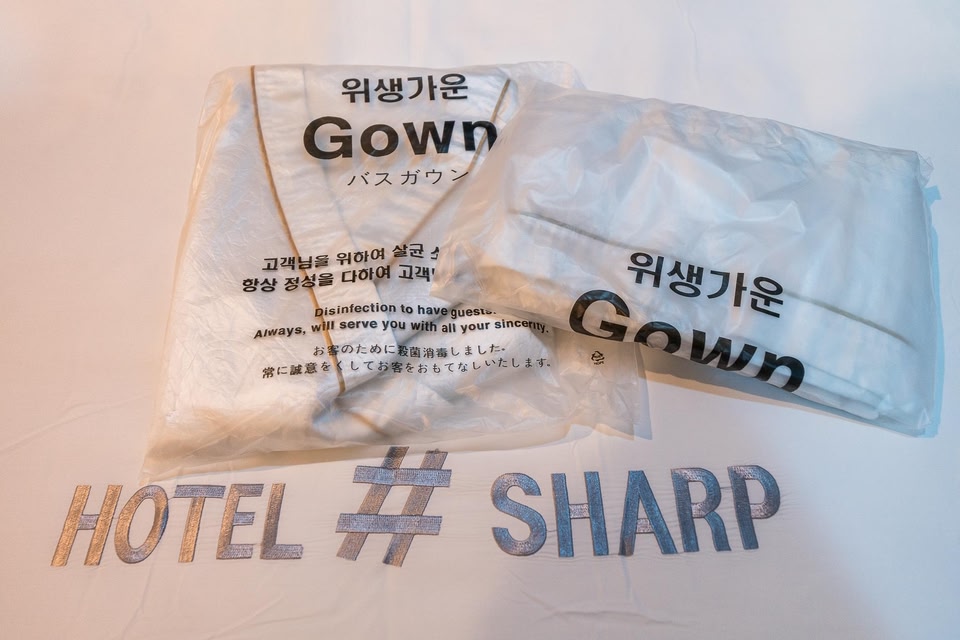 위생가운
Gown
バスガウン
고객님을 위하여 살균
항상 정성을 다하여
Disinfection to have guests.
Always, will serve you with all your sincerity.
お客のために殺菌消毒しました。
常に誠意をくしてお客をおもてなしいたします。
위생가운
Gown
HOTEL # SHARP